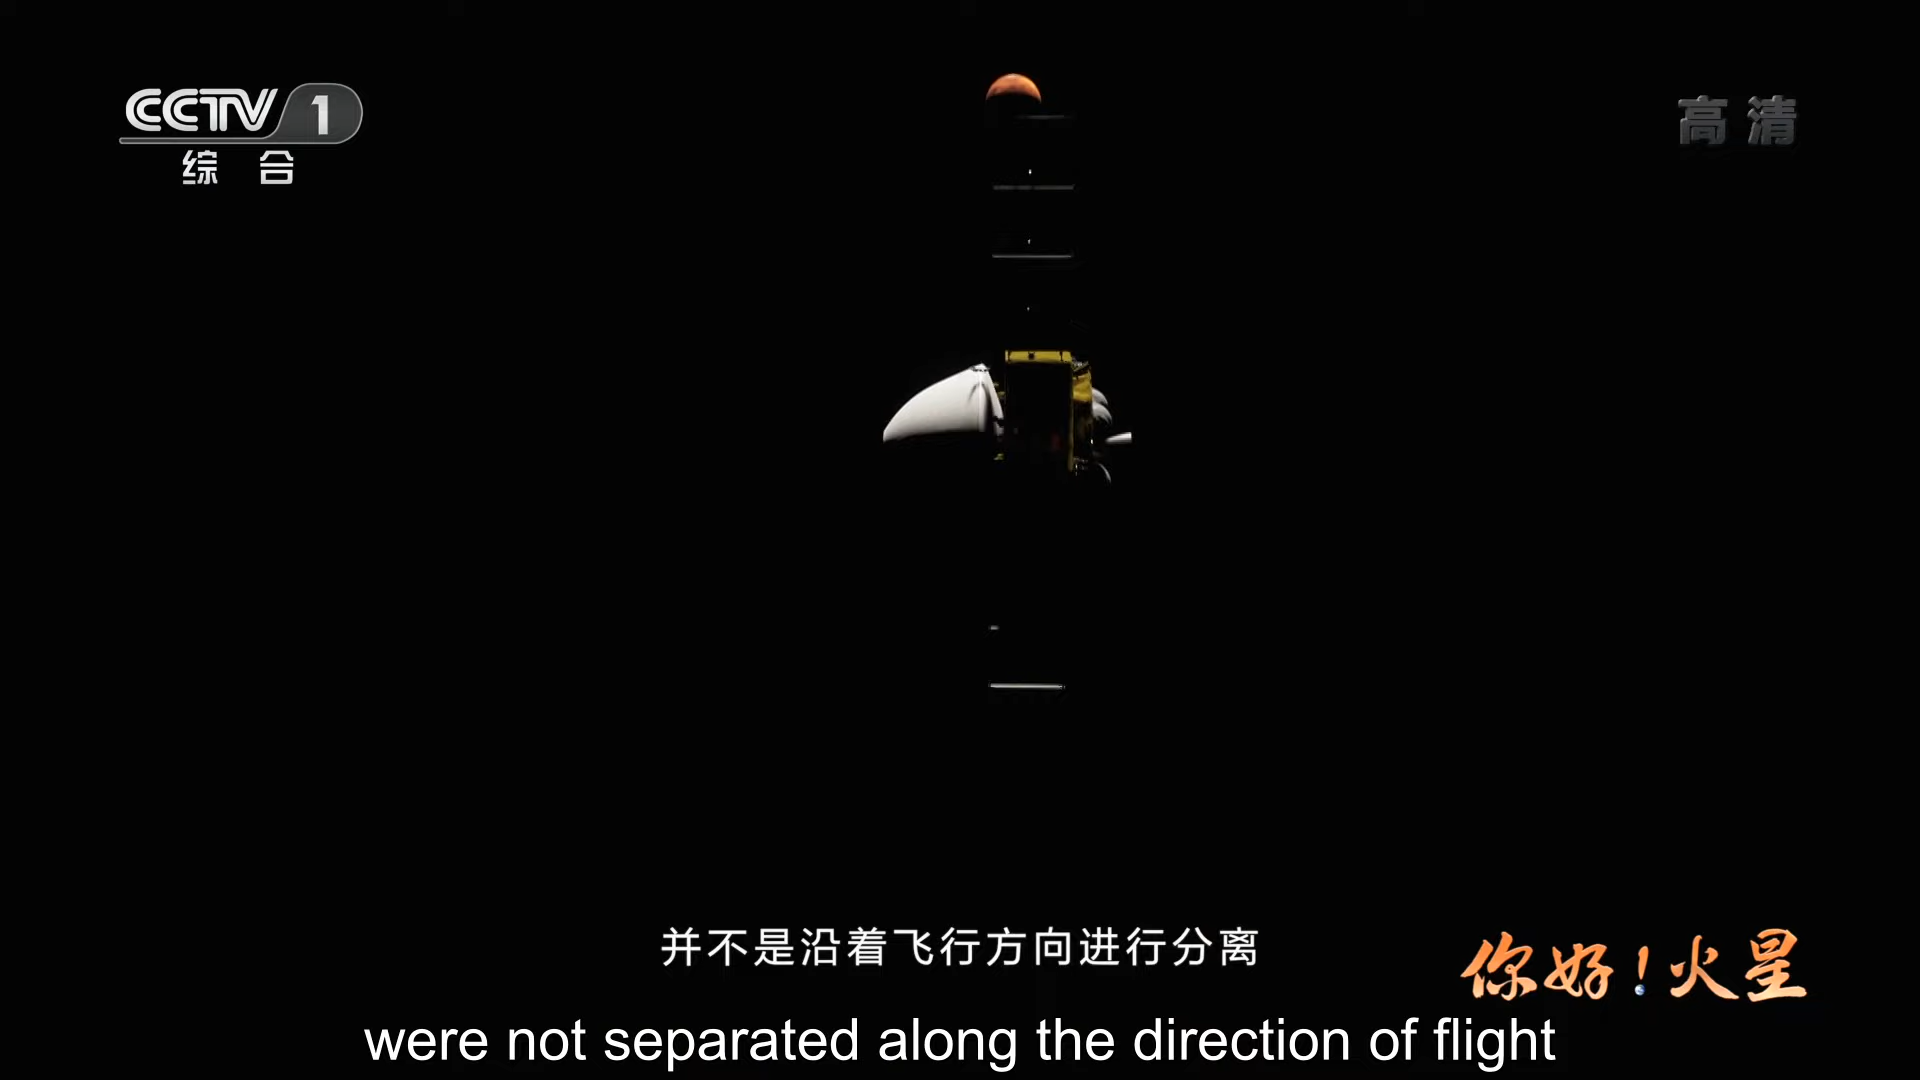 CCTV 1
综合
高清
并不是沿着飞行方向进行分离
你好!火星
were not separated along the direction of flight